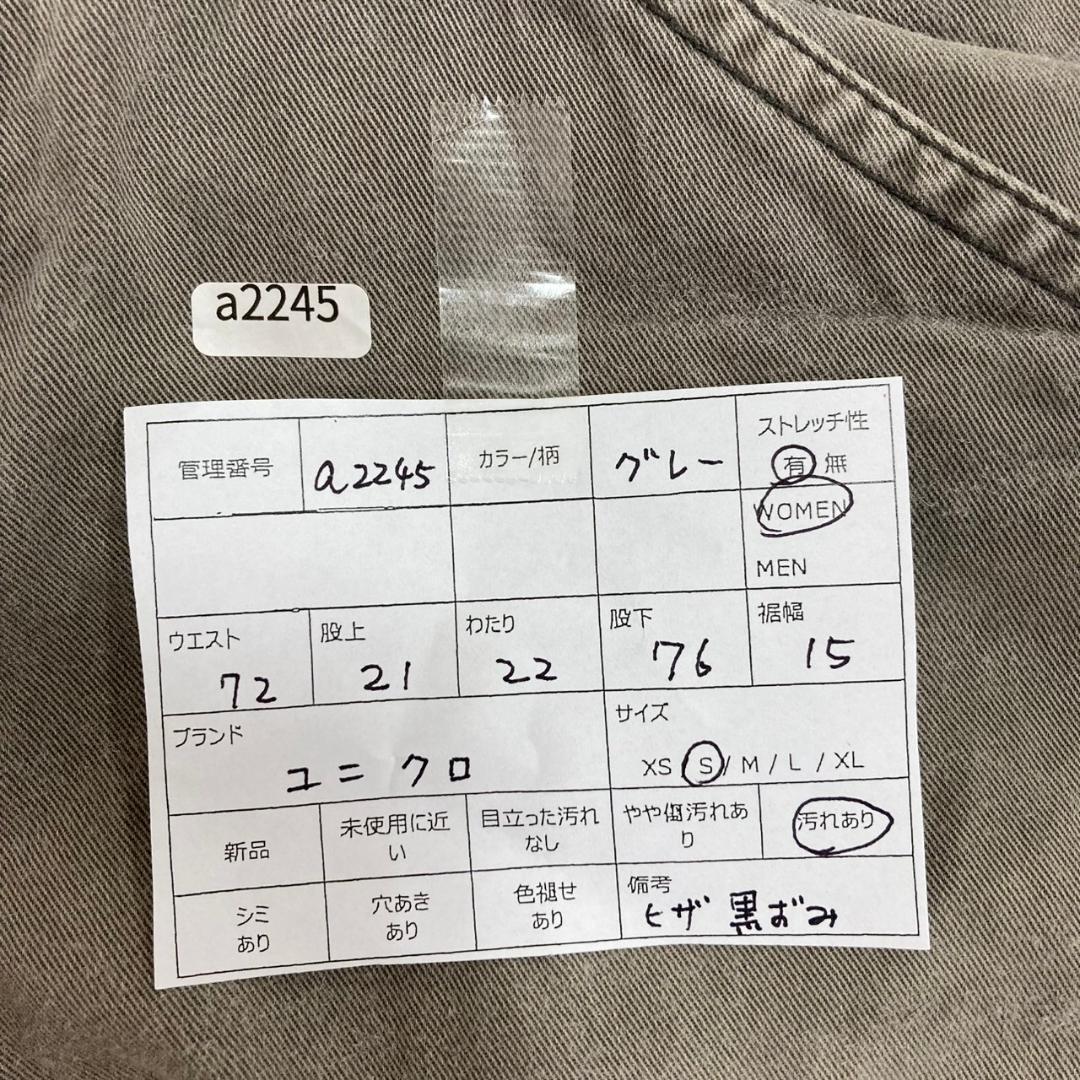 a2245
管理番号 a2245 カラー/柄 グレー ストレッチ性
有 無
WOMEN
MEN
ウエスト 股上 わたり 股下 裾幅
72 21 22 76 15
ブランド サイズ
ユニクロ XS / S / M / L / XL
新品 未使用に近い 目立った汚れなし やや傷汚れあり 汚れあり
シミあり 穴あきあり 色褪せあり 備考
ヒザ 黒ずみ